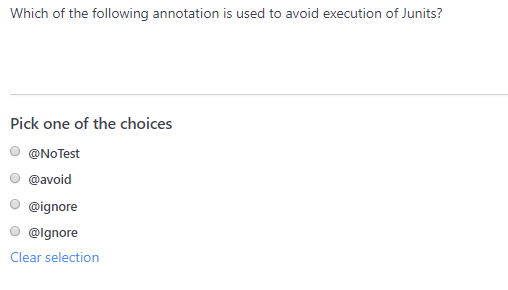 Which of the following annotation is used to avoid execution of Junits?
Pick one of the choices
@NoTest
@avoid
@ignore
@Ignore
Clear selection